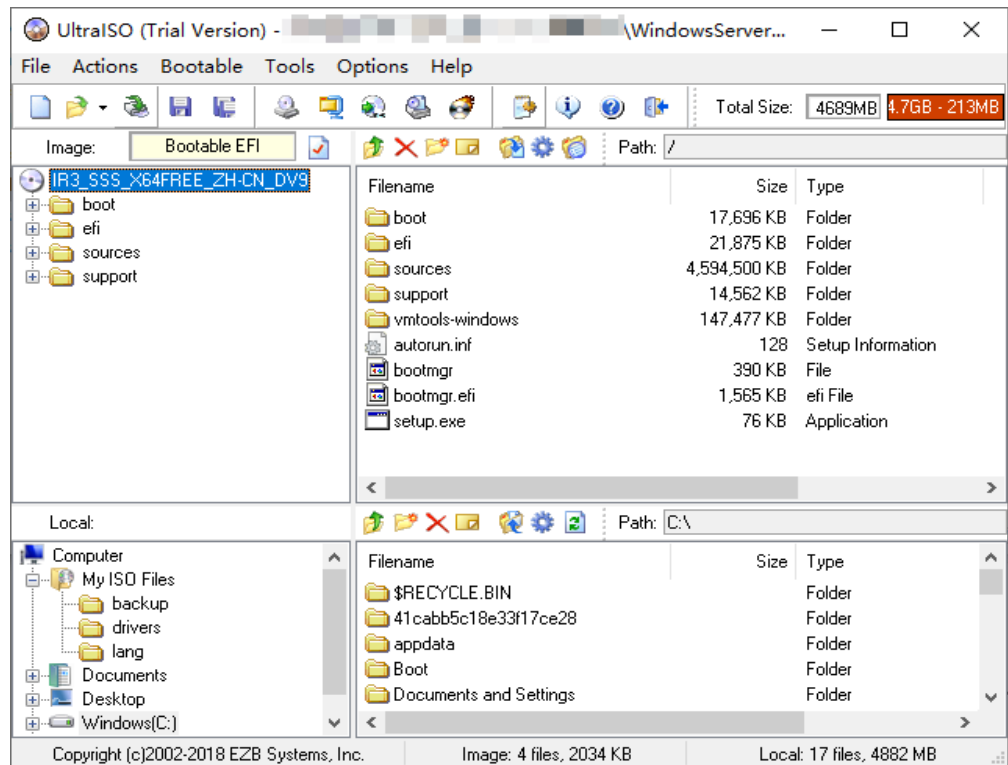 UltraISO (Trial Version) - \WindowsServer...
File Actions Bootable Tools Options Help
Total Size: 4689MB 4.7GB - 213MB
Image: Bootable EFI Path: /
IR3_SSS_X64FREE_ZH-CN_DV9
boot
efi
sources
support
Filename Size Type
boot 17,696 KB Folder
efi 21,875 KB Folder
sources 4,594,500 KB Folder
support 14,562 KB Folder
vmtools-windows 147,477 KB Folder
autorun.inf 128 Setup Information
bootmgr 390 KB File
bootmgr.efi 1,565 KB efi File
setup.exe 76 KB Application
Local: Path: C:\
Computer
My ISO Files
backup
drivers
lang
Documents
Desktop
Windows(C:)
Filename Size Type
$RECYCLE.BIN Folder
41cabb5c18e33f17ce28 Folder
appdata Folder
Boot Folder
Documents and Settings Folder
Copyright (c)2002-2018 EZB Systems, Inc. Image: 4 files, 2034 KB Local: 17 files, 4882 MB